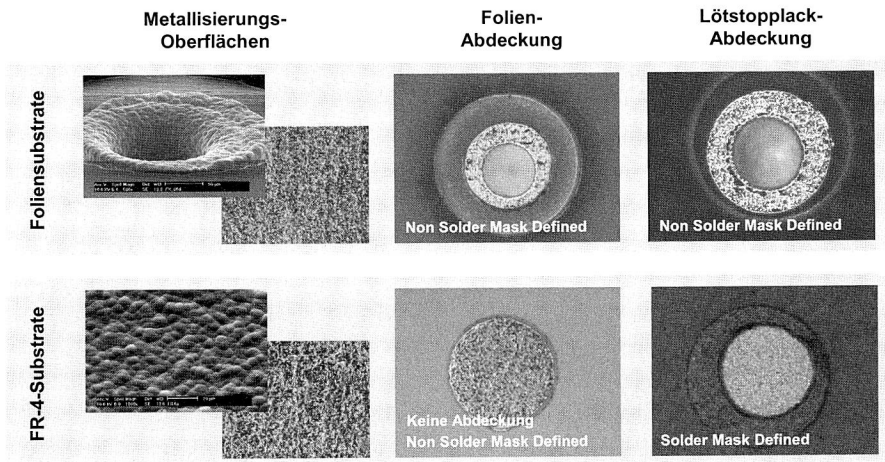 Metallisierungs-
Oberflächen
Folien-
Abdeckung
Lötstopplack-
Abdeckung
Foliensubstrate
Non Solder Mask Defined
Non Solder Mask Defined
FR-4-Substrate
Keine Abdeckung
Non Solder Mask Defined
Solder Mask Defined